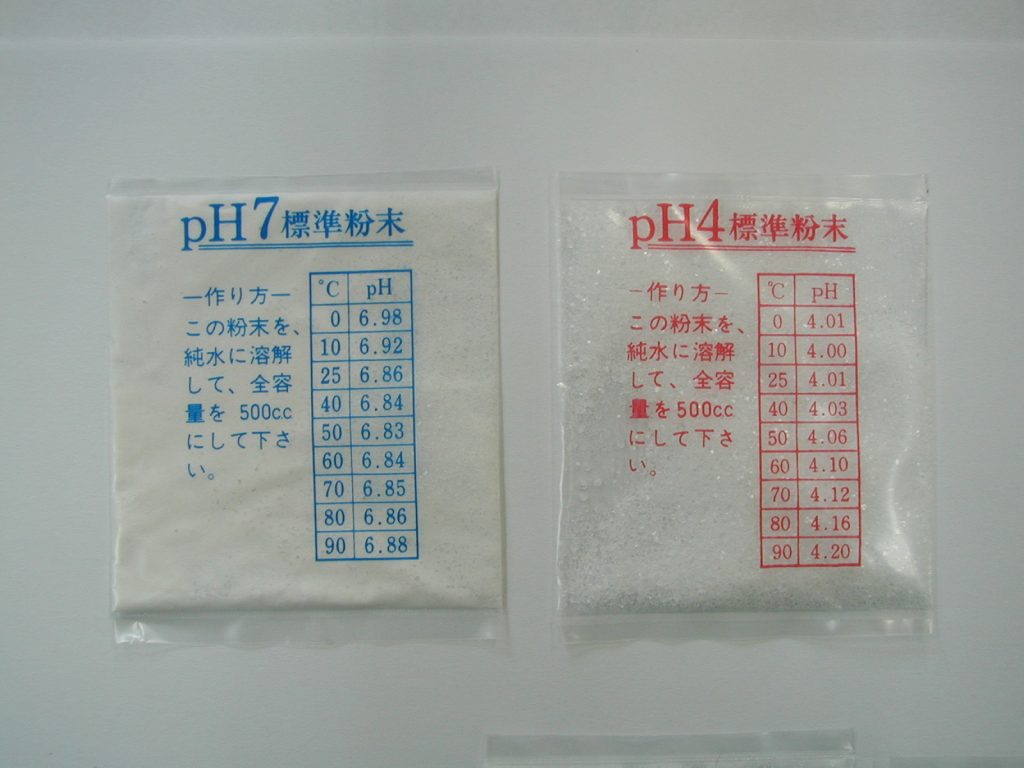 pH7標準粉末
―作り方―
この粉末を、
純水に溶解
して、全容
量を 500cc
にして下さ
い。
℃ pH
0 6.98
10 6.92
25 6.86
40 6.84
50 6.83
60 6.84
70 6.85
80 6.86
90 6.88
pH4標準粉末
―作り方―
この粉末を、
純水に溶解
して、全容
量を500cc
にして下さ
い。
℃ pH
0 4.01
10 4.00
25 4.01
40 4.03
50 4.06
60 4.10
70 4.12
80 4.16
90 4.20